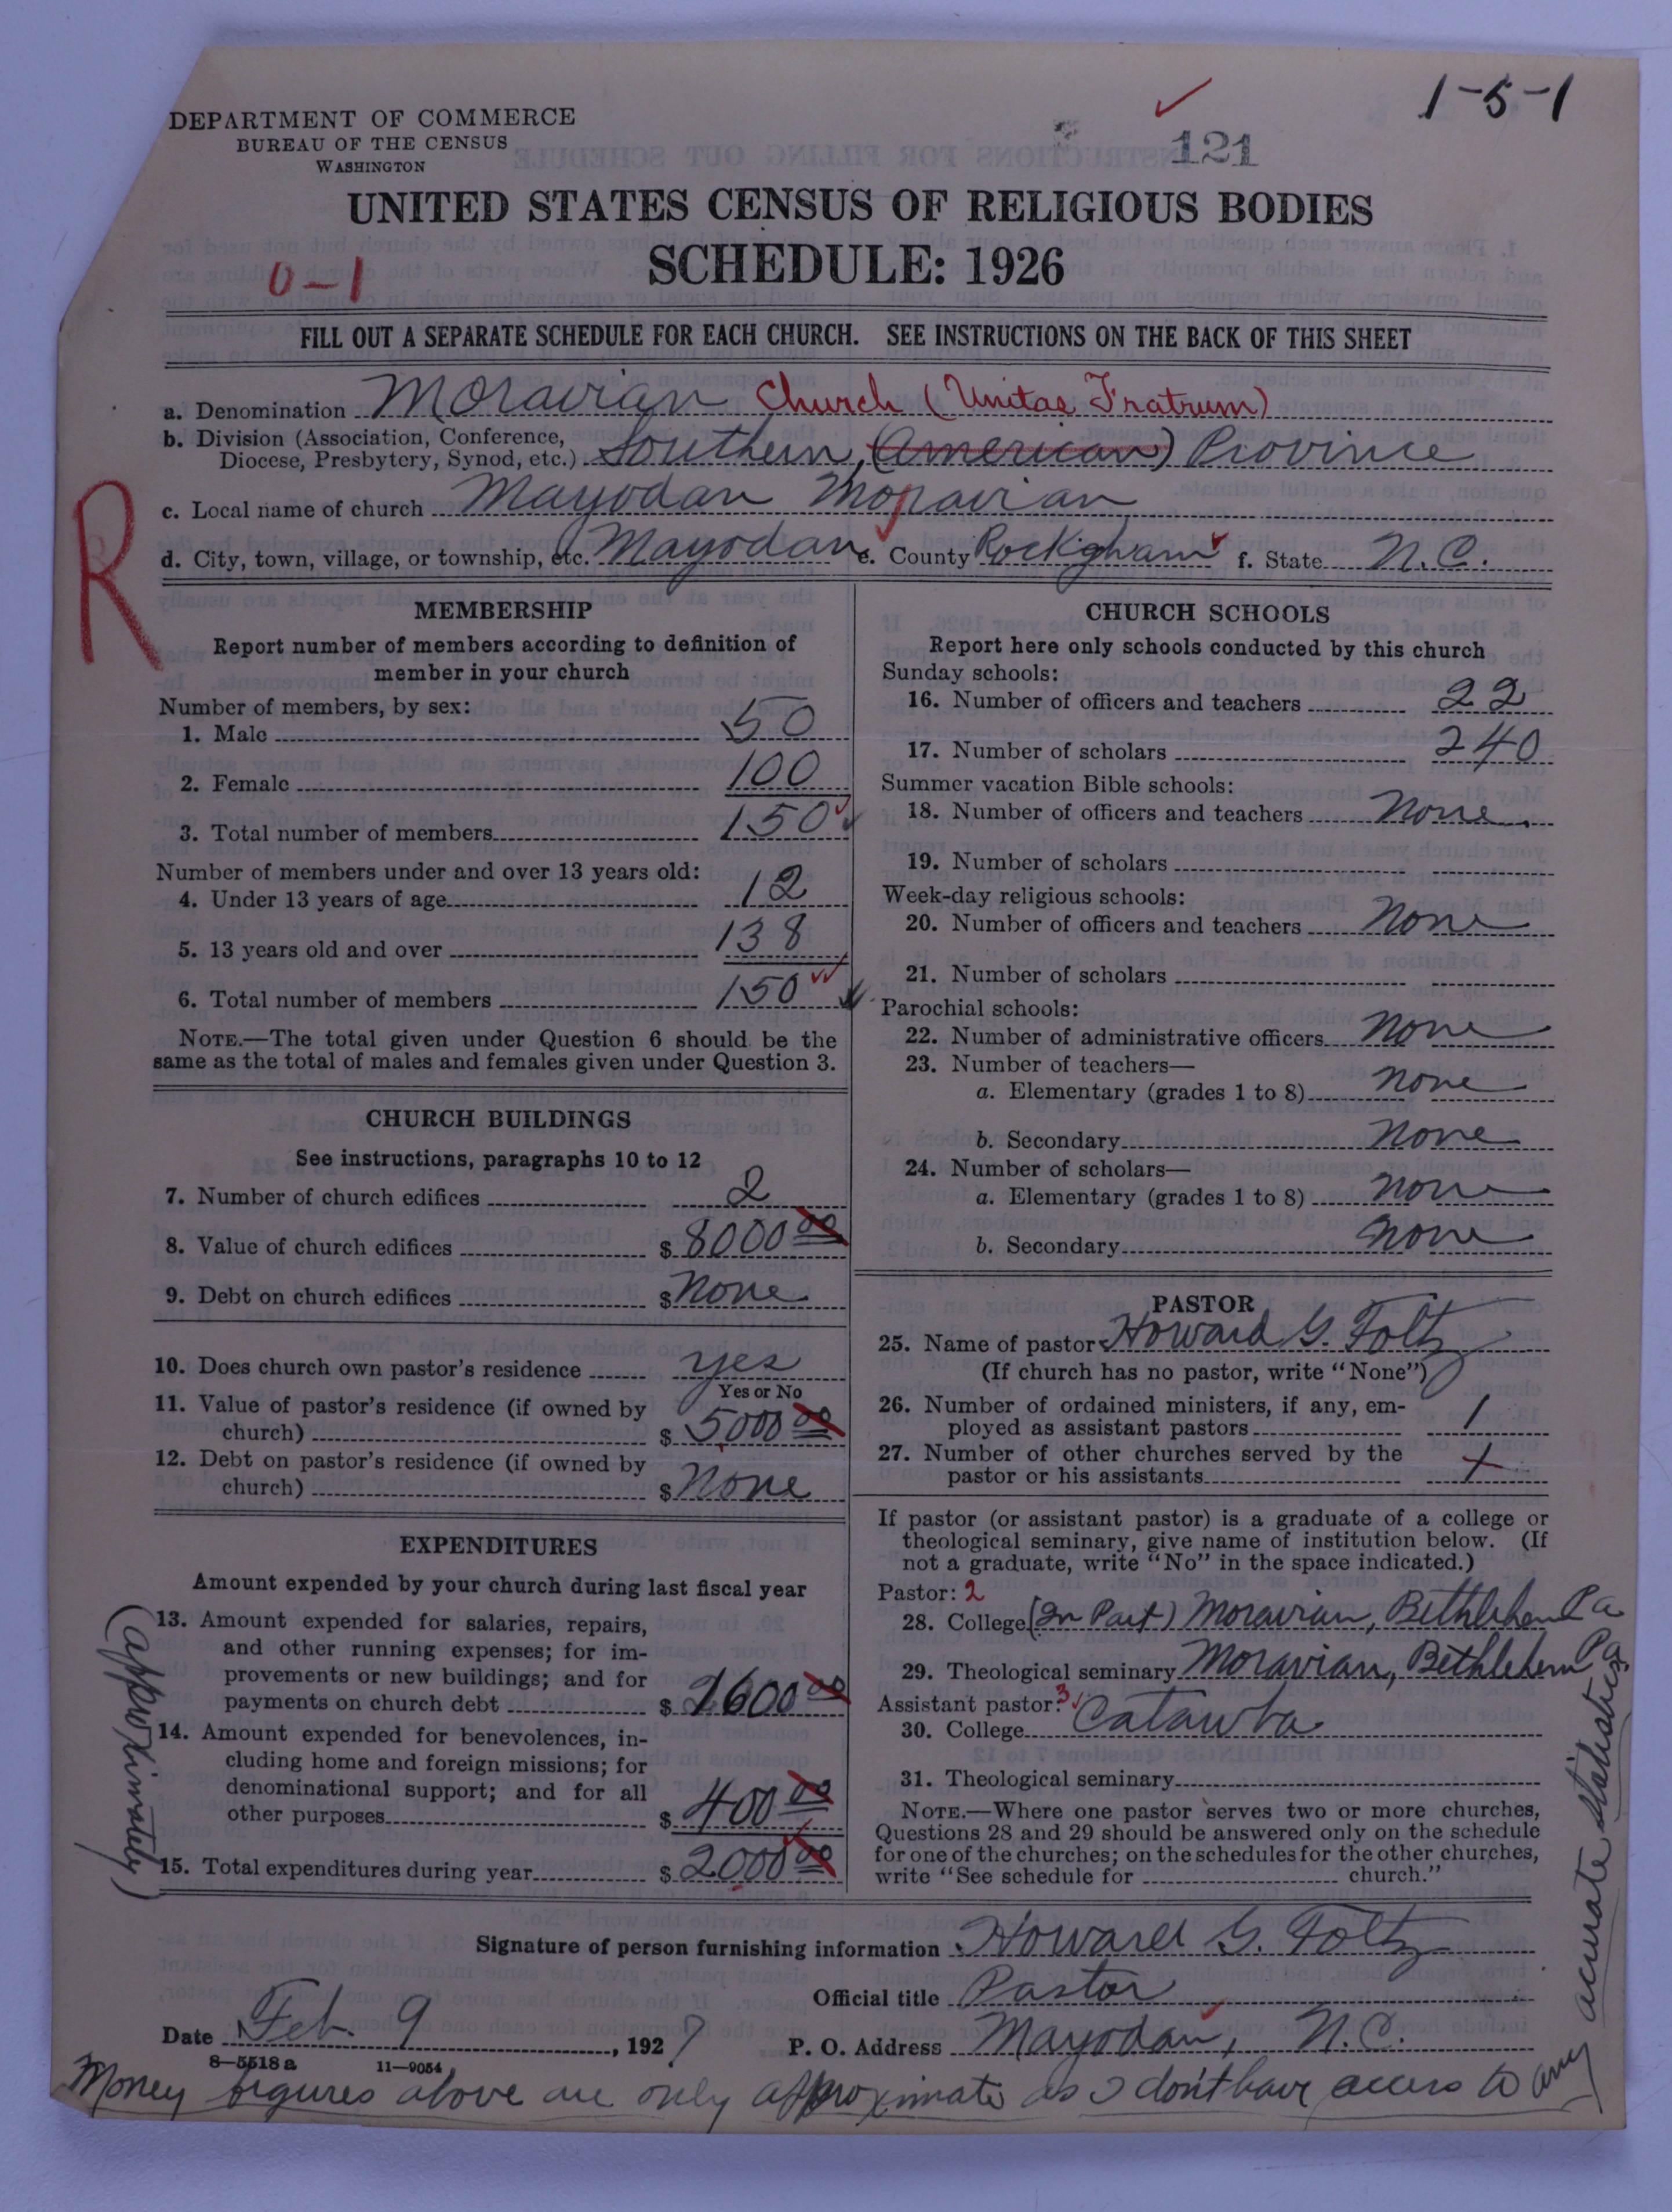 1-5-1
121
DEPARTMENT OF COMMERCE
BUREAU OF THE CENSUS
WASHINGTON
UNITED STATES CENSUS OF RELIGIOUS BODIES
SCHEDULE: 1926
0-1
FILL OUT A SEPARATE SCHEDULE FOR EACH CHURCH. SEE INSTRUCTIONS ON THE BACK OF THIS SHEET
R
a. Denomination Moravian Church (Unitas Fratrum)
b. Division (Association, Conference,
Diocese, Presbytery, Synod, etc.) Southern, (American) Province
c. Local name of church Mayodan Moravian
d. City, town, village, or township, etc. Mayodan e. County Rockgham f. State N.C.
MEMBERSHIP
Report number of members according to definition of
member in your church
Number of members, by sex:
1. Male 50
2. Female 100
3. Total number of members 150
Number of members under and over 13 years old:
4. Under 13 years of age 12
5. 13 years old and over 138
6. Total number of members 150
NOTE.—The total given under Question 6 should be the
same as the total of males and females given under Question 3.
CHURCH BUILDINGS
See instructions, paragraphs 10 to 12
7. Number of church edifices 2
8. Value of church edifices $ 8000 00
9. Debt on church edifices $ None
10. Does church own pastor's residence yes
Yes or No
11. Value of pastor's residence (if owned by
church) $ 5000 00
12. Debt on pastor's residence (if owned by
church) $ None
EXPENDITURES
Amount expended by your church during last fiscal year
(approximately)
13. Amount expended for salaries, repairs,
and other running expenses; for im-
provements or new buildings; and for
payments on church debt $ 1600 00
14. Amount expended for benevolences, in-
cluding home and foreign missions; for
denominational support; and for all
other purposes $ 400 00
15. Total expenditures during year $ 2000 00
CHURCH SCHOOLS
Report here only schools conducted by this church
Sunday schools:
16. Number of officers and teachers 22
17. Number of scholars 240
Summer vacation Bible schools:
18. Number of officers and teachers None.
19. Number of scholars
Week-day religious schools:
20. Number of officers and teachers None
21. Number of scholars
Parochial schools:
22. Number of administrative officers None
23. Number of teachers—
a. Elementary (grades 1 to 8) None
b. Secondary None
24. Number of scholars—
a. Elementary (grades 1 to 8) None
b. Secondary None
PASTOR
25. Name of pastor Howard G. Foltz
(If church has no pastor, write "None")
26. Number of ordained ministers, if any, em-
ployed as assistant pastors 1
27. Number of other churches served by the
pastor or his assistants
If pastor (or assistant pastor) is a graduate of a college or
theological seminary, give name of institution below. (If
not a graduate, write "No" in the space indicated.)
Pastor: 2
28. College (In Part) Moravian, Bethlehem Pa
29. Theological seminary Moravian, Bethlehem Pa
Assistant pastor: 3
30. College Catawba
31. Theological seminary
NOTE.—Where one pastor serves two or more churches,
Questions 28 and 29 should be answered only on the schedule
for one of the churches; on the schedules for the other churches,
write "See schedule for church."
Signature of person furnishing information Howard G. Foltz
Official title Pastor
Date Feb. 9, 1927 P. O. Address Mayodan, N.C.
8-5518 a 11-9054
Money figures above are only approximate as I don't have access to any
accurate statistics